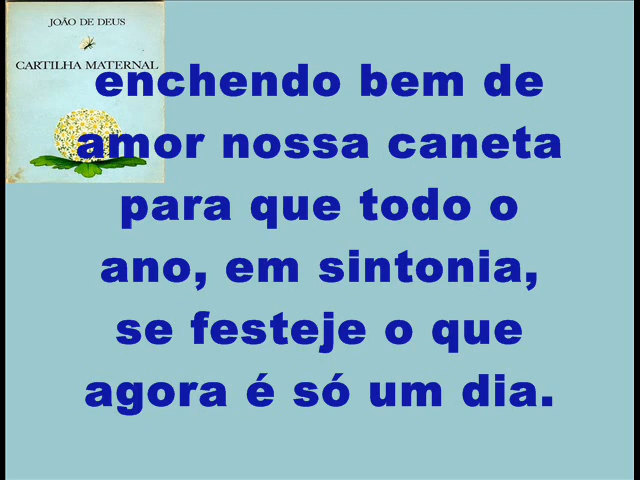 JOÃO DE DEUS
CARTILHA MATERNAL
enchendo bem de
amor nossa caneta
para que todo o
ano, em sintonia,
se festeje o que
agora é só um dia.